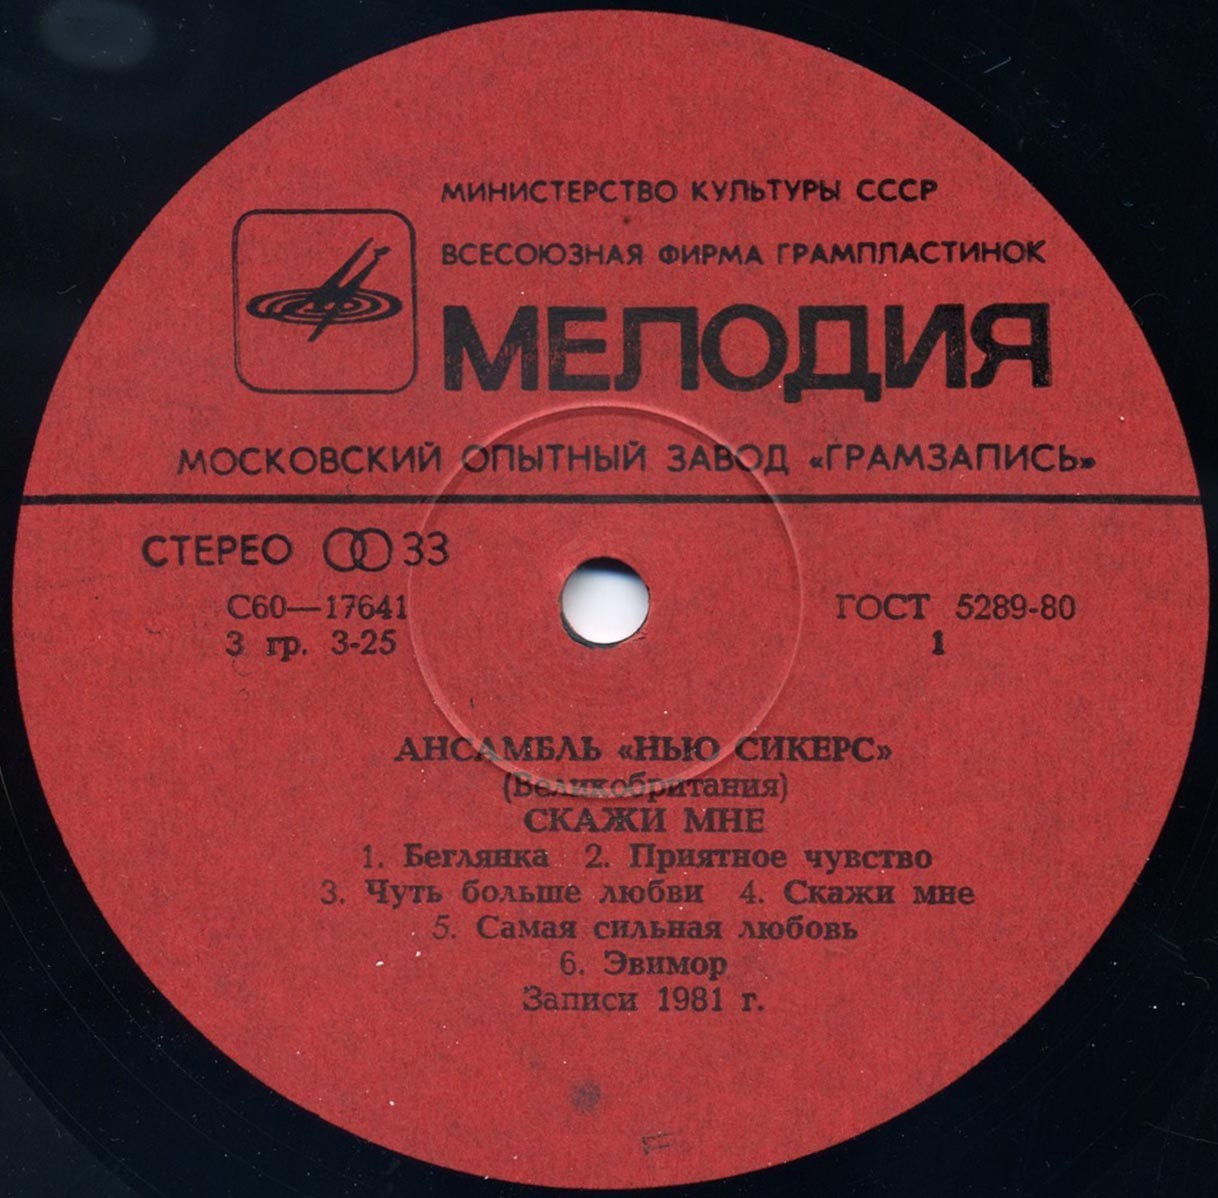 МИНИСТЕРСТВО КУЛЬТУРЫ СССР
ВСЕСОЮЗНАЯ ФИРМА ГРАМПЛАСТИНОК
МЕЛОДИЯ
МОСКОВСКИЙ ОПЫТНЫЙ ЗАВОД «ГРАМЗАПИСЬ»
СТЕРЕО 33
С60—17641 ГОСТ 5289-80
3 гр. 3-25 1
АНСАМБЛЬ «НЬЮ СИКЕРС»
(Великобритания)
СКАЖИ МНЕ
1. Беглянка 2. Приятное чувство
3. Чуть больше любви 4. Скажи мне
5. Самая сильная любовь
6. Эвимор
Записи 1981 г.